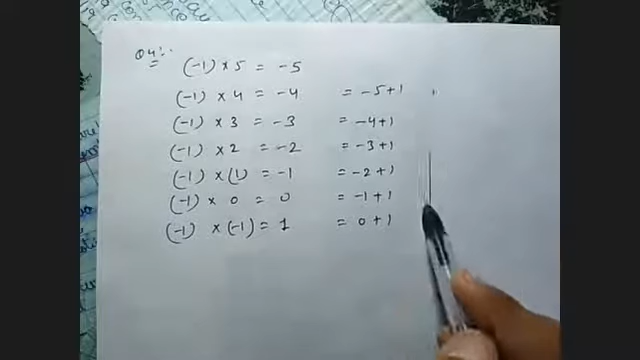 Q4:-
(-1) × 5 = -5
(-1) × 4 = -4 = -5+1
(-1) × 3 = -3 = -4+1
(-1) × 2 = -2 = -3+1
(-1) × (1) = -1 = -2+1
(-1) × 0 = 0 = -1+1
(-1) × (-1) = 1 = 0+1